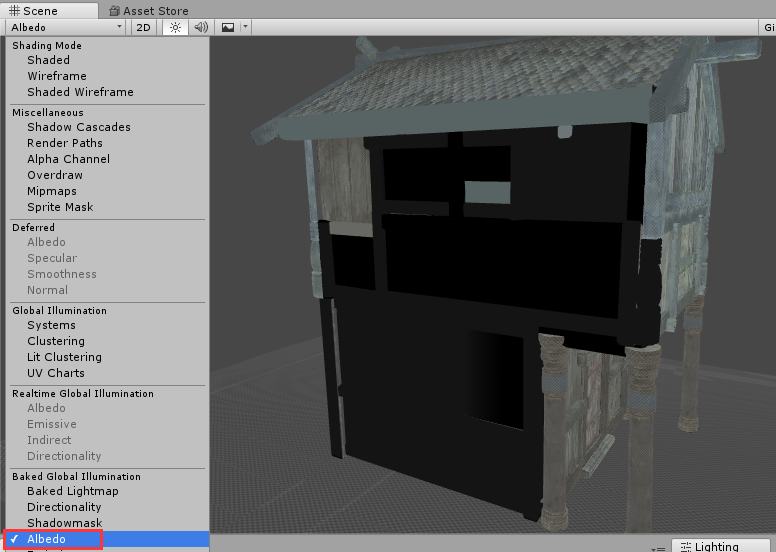 Scene
Asset Store
Albedo
2D
Gi
Shading Mode
Shaded
Wireframe
Shaded Wireframe
Miscellaneous
Shadow Cascades
Render Paths
Alpha Channel
Overdraw
Mipmaps
Sprite Mask
Deferred
Albedo
Specular
Smoothness
Normal
Global Illumination
Systems
Clustering
Lit Clustering
UV Charts
Realtime Global Illumination
Albedo
Emissive
Indirect
Directionality
Baked Global Illumination
Baked Lightmap
Directionality
Shadowmask
Albedo
Lighting